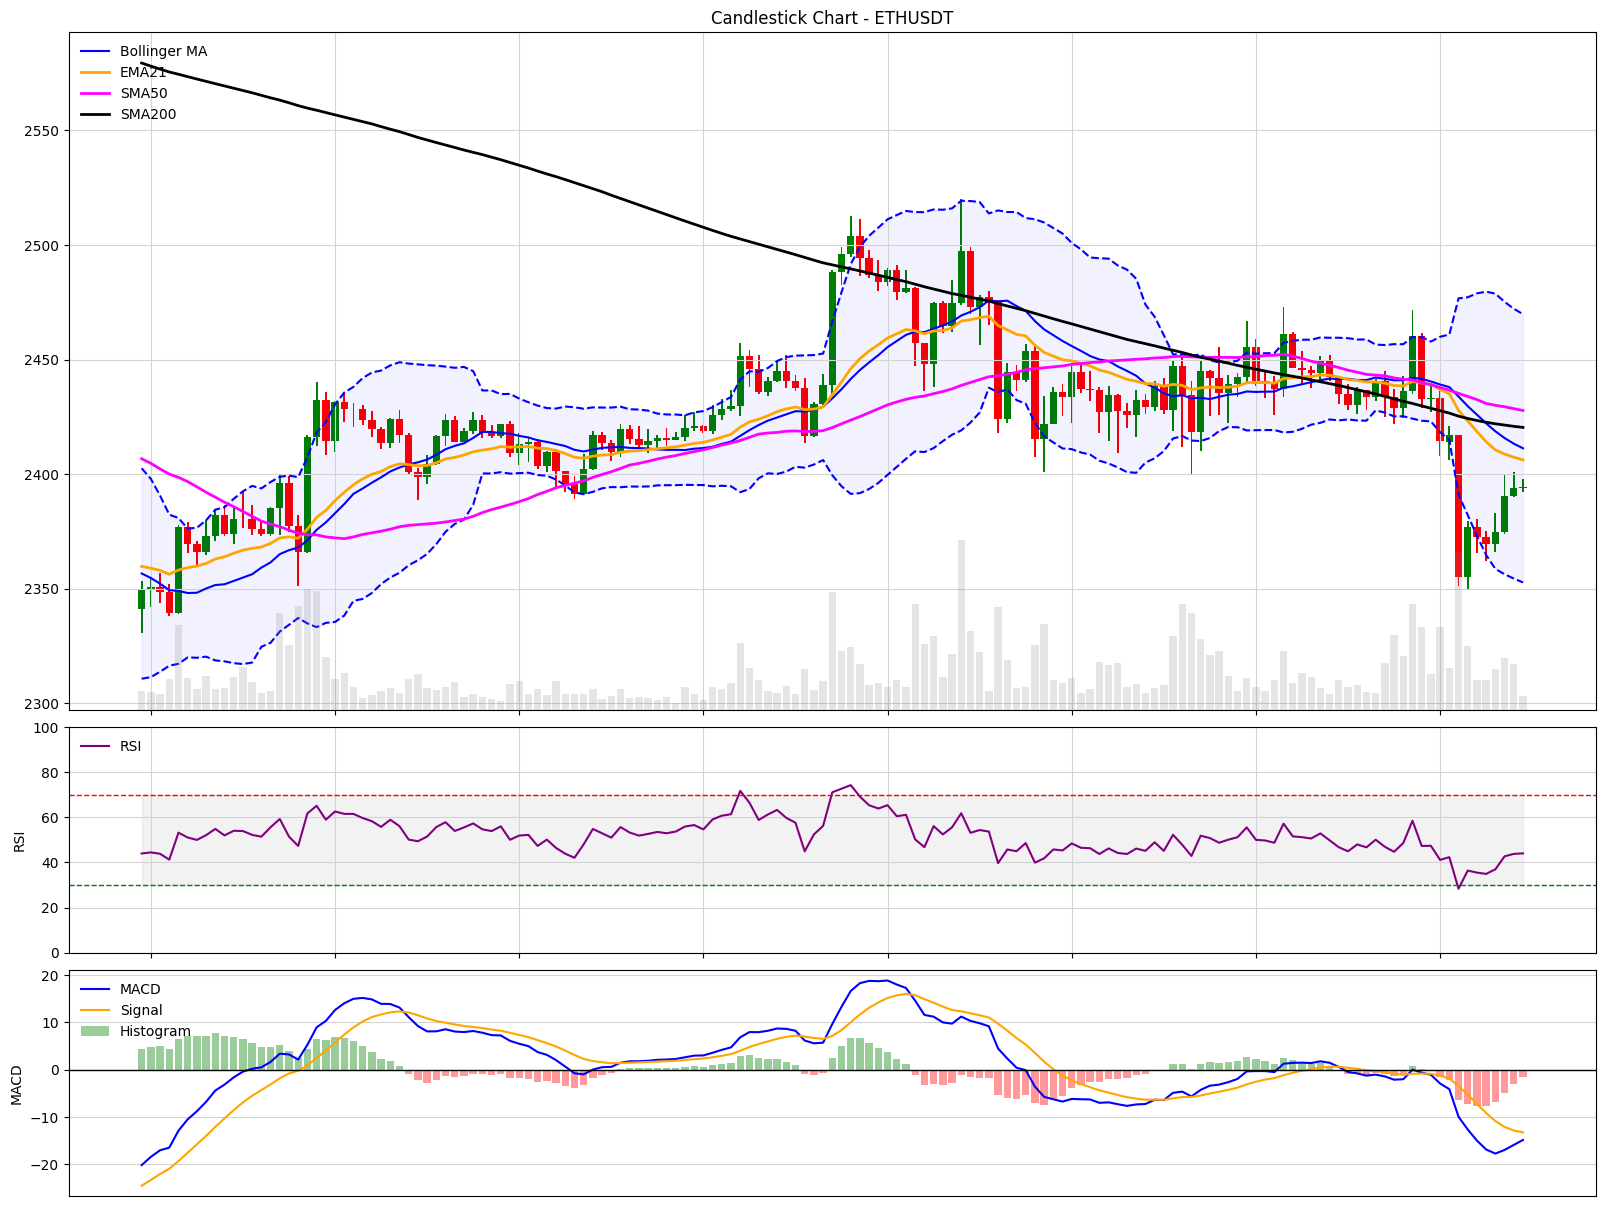 Candlestick Chart - ETHUSDT
Bollinger MA
EMA21
SMA50
SMA200
2550
2500
2450
2400
2350
2300
100
RSI
80
60
RSI
40
20
0
20
MACD
Signal
10
Histogram
0
MACD
−10
−20